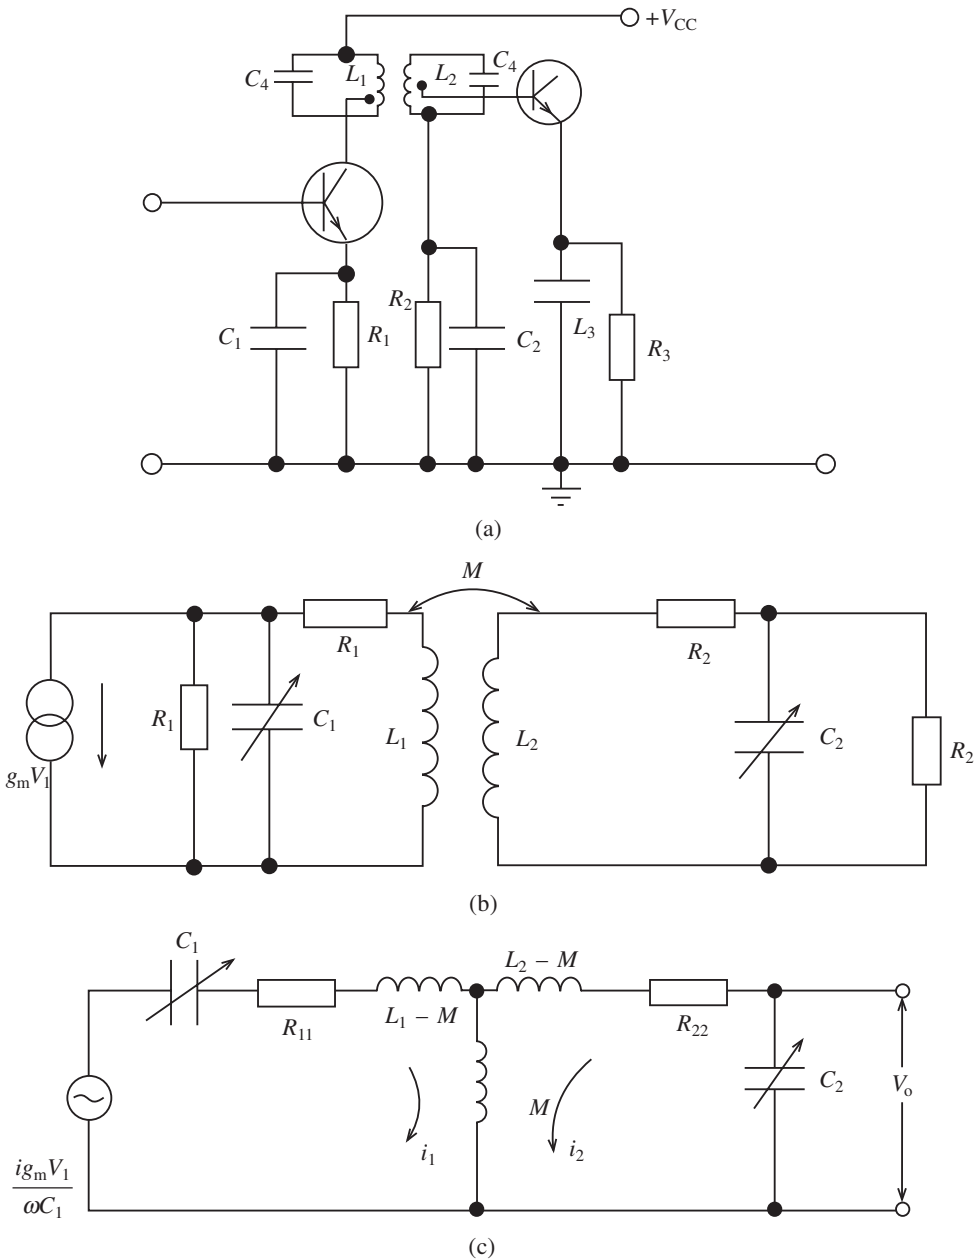 +V_CC
C_4
L_1
L_2
C_4
C_1
R_1
R_2
C_2
L_3
R_3
(a)
M
R_1
R_2
R_1
C_1
L_1
L_2
C_2
R_2
g_mV_1
(b)
C_1
L_2 – M
R_11
L_1 – M
R_22
C_2
V_o
M
i_1
i_2
ig_mV_1
ωC_1
(c)